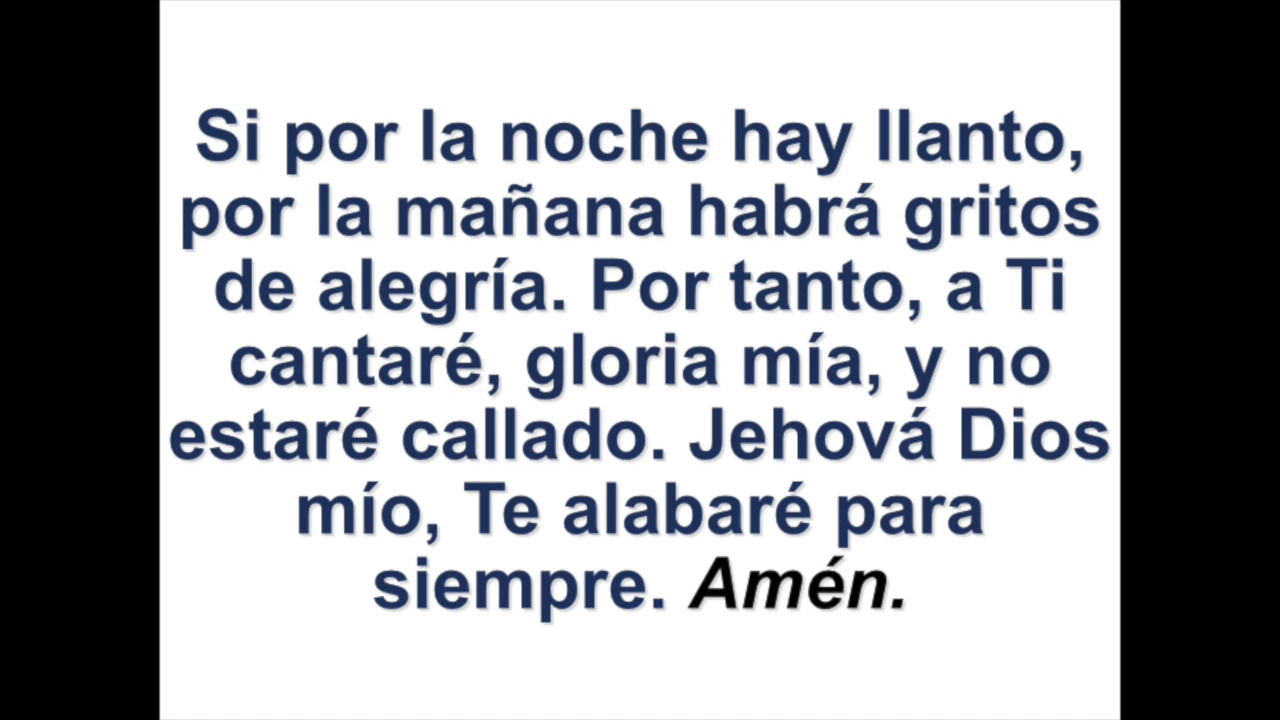 Si por la noche hay llanto,
por la mañana habrá gritos
de alegría. Por tanto, a Ti
cantaré, gloria mía, y no
estaré callado. Jehová Dios
mío, Te alabaré para
siempre. Amén.